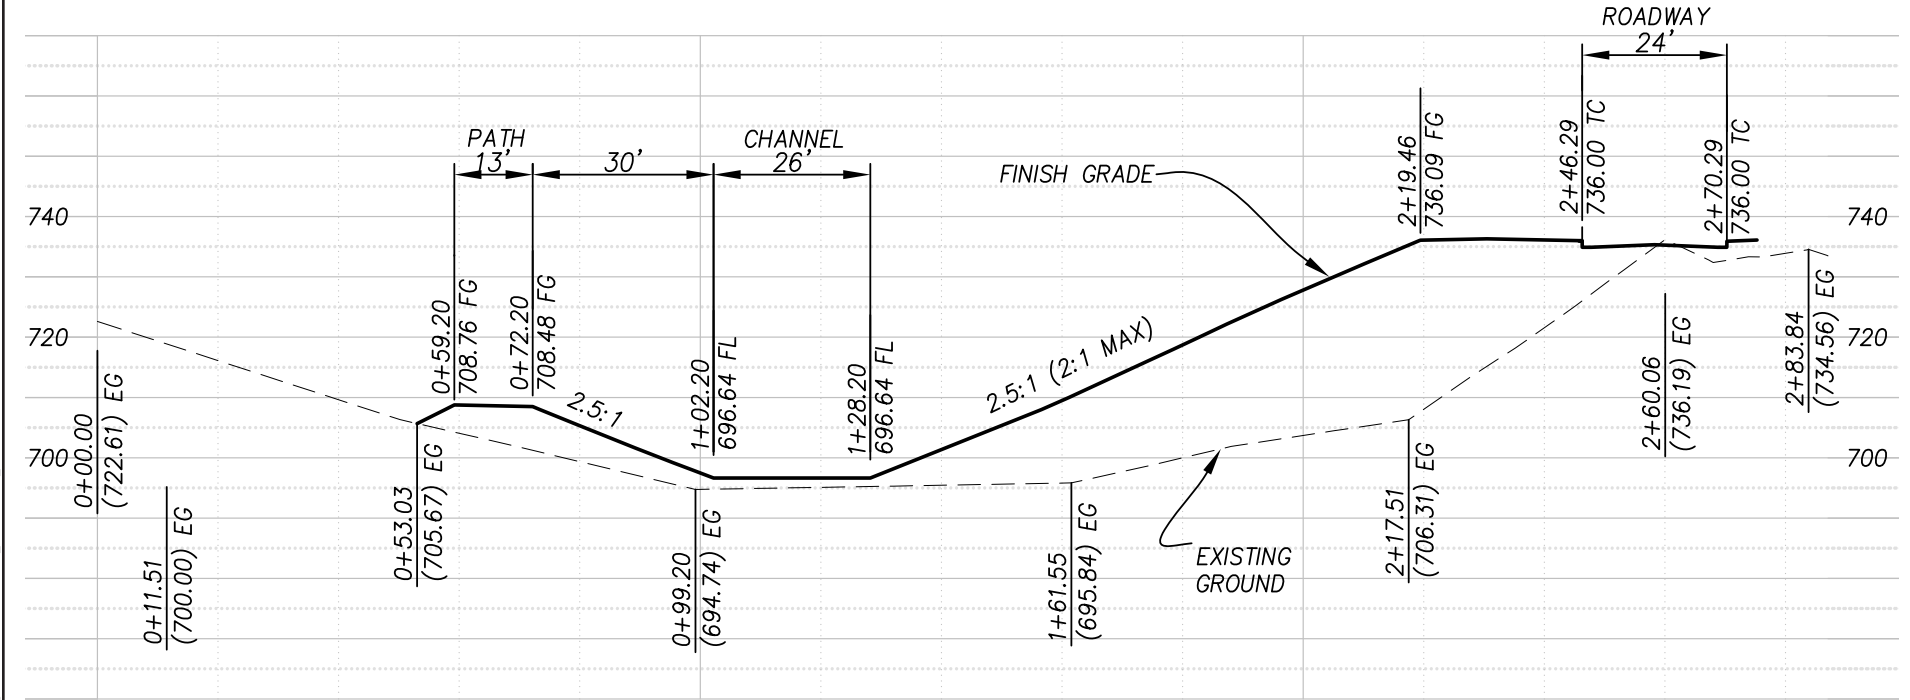 ROADWAY
24'
PATH
13'
30'
CHANNEL
26'
FINISH GRADE
2+19.46
736.09 FG
2+46.29
736.00 TC
2+70.29
736.00 TC
740
740
0+59.20
708.76 FG
0+72.20
708.48 FG
1+02.20
696.64 FL
1+28.20
696.64 FL
2.5:1
2.5:1 (2:1 MAX)
720
720
700
700
0+00.00
(722.61) EG
0+11.51
(700.00) EG
0+53.03
(705.67) EG
0+99.20
(694.74) EG
1+61.55
(695.84) EG
EXISTING
GROUND
2+17.51
(706.31) EG
2+60.06
(736.19) EG
2+83.84
(734.56) EG